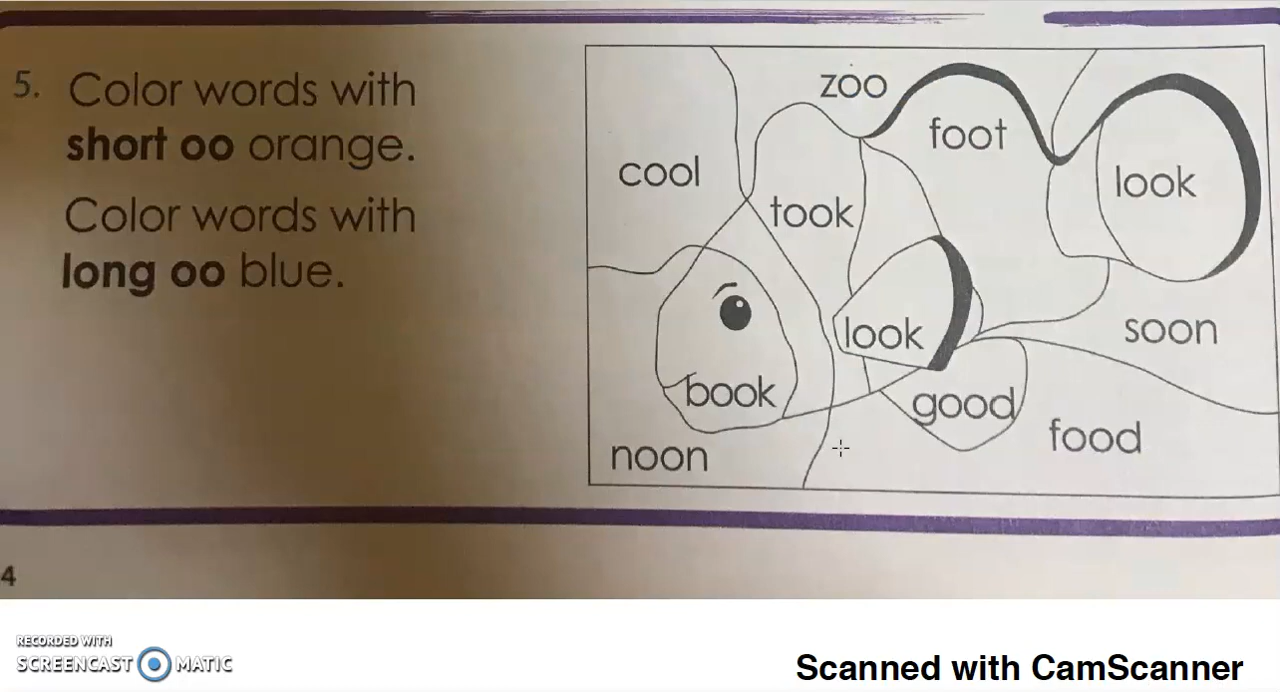 5. Color words with
short oo orange.
Color words with
long oo blue.
zoo
foot
cool
look
took
look
soon
book
good
food
noon
4
RECORDED WITH
SCREENCAST MATIC
Scanned with CamScanner